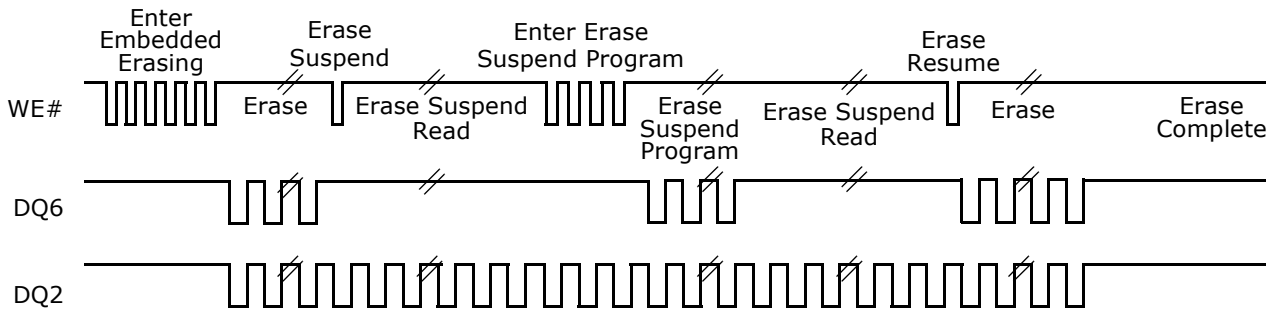 Enter
Embedded
Erasing
Erase
Suspend
Enter Erase
Suspend Program
Erase
Resume
WE#
Erase
Erase Suspend
Read
Erase
Suspend
Program
Erase Suspend
Read
Erase
Erase
Complete
DQ6
DQ2